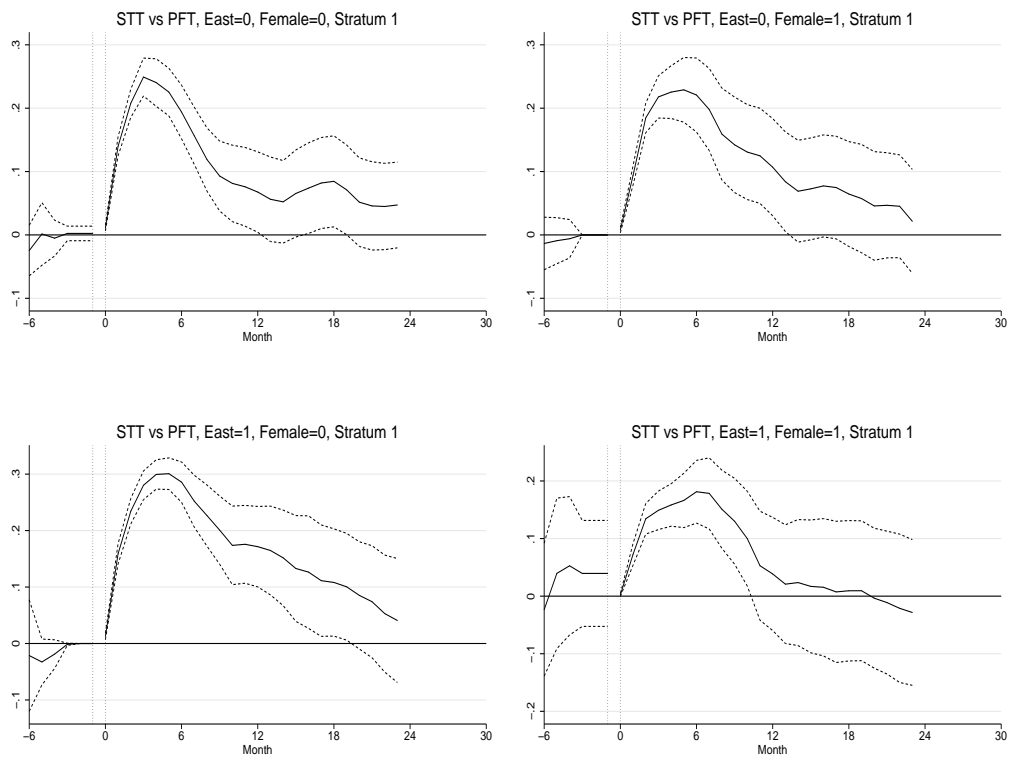 STT vs PFT, East=0, Female=0, Stratum 1
.3
.2
.1
0
−.1
−6 0 6 12 18 24 30
Month
STT vs PFT, East=0, Female=1, Stratum 1
.3
.2
.1
0
−.1
−6 0 6 12 18 24 30
Month
STT vs PFT, East=1, Female=0, Stratum 1
.3
.2
.1
0
−.1
−6 0 6 12 18 24 30
Month
STT vs PFT, East=1, Female=1, Stratum 1
.2
.1
0
−.1
−.2
−6 0 6 12 18 24 30
Month